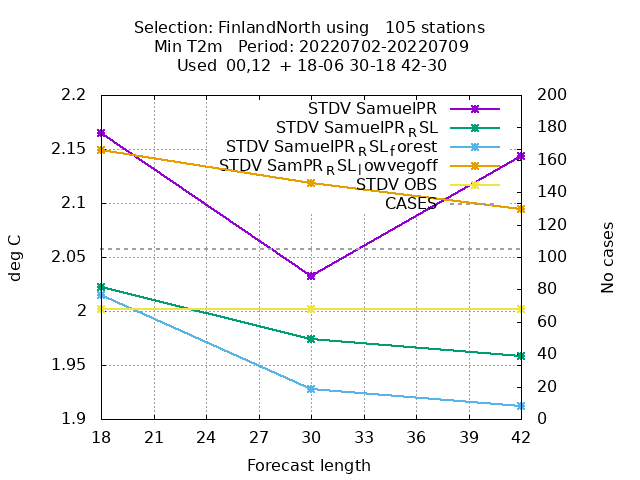 Selection: FinlandNorth using   105 stations
Min T2m   Period: 20220702-20220709
Used  00,12  + 18-06 30-18 42-30
2.2
2.15
2.1
2.05
2
1.95
1.9
deg C
STDV SamuelPR
STDV SamuelPR_RSL
STDV SamuelPR_RSL_forest
STDV SamPR_RSL_lowvegoff
STDV OBS
CASES
200
180
160
140
120
100
80
60
40
20
0
No cases
18 21 24 27 30 33 36 39 42
Forecast length